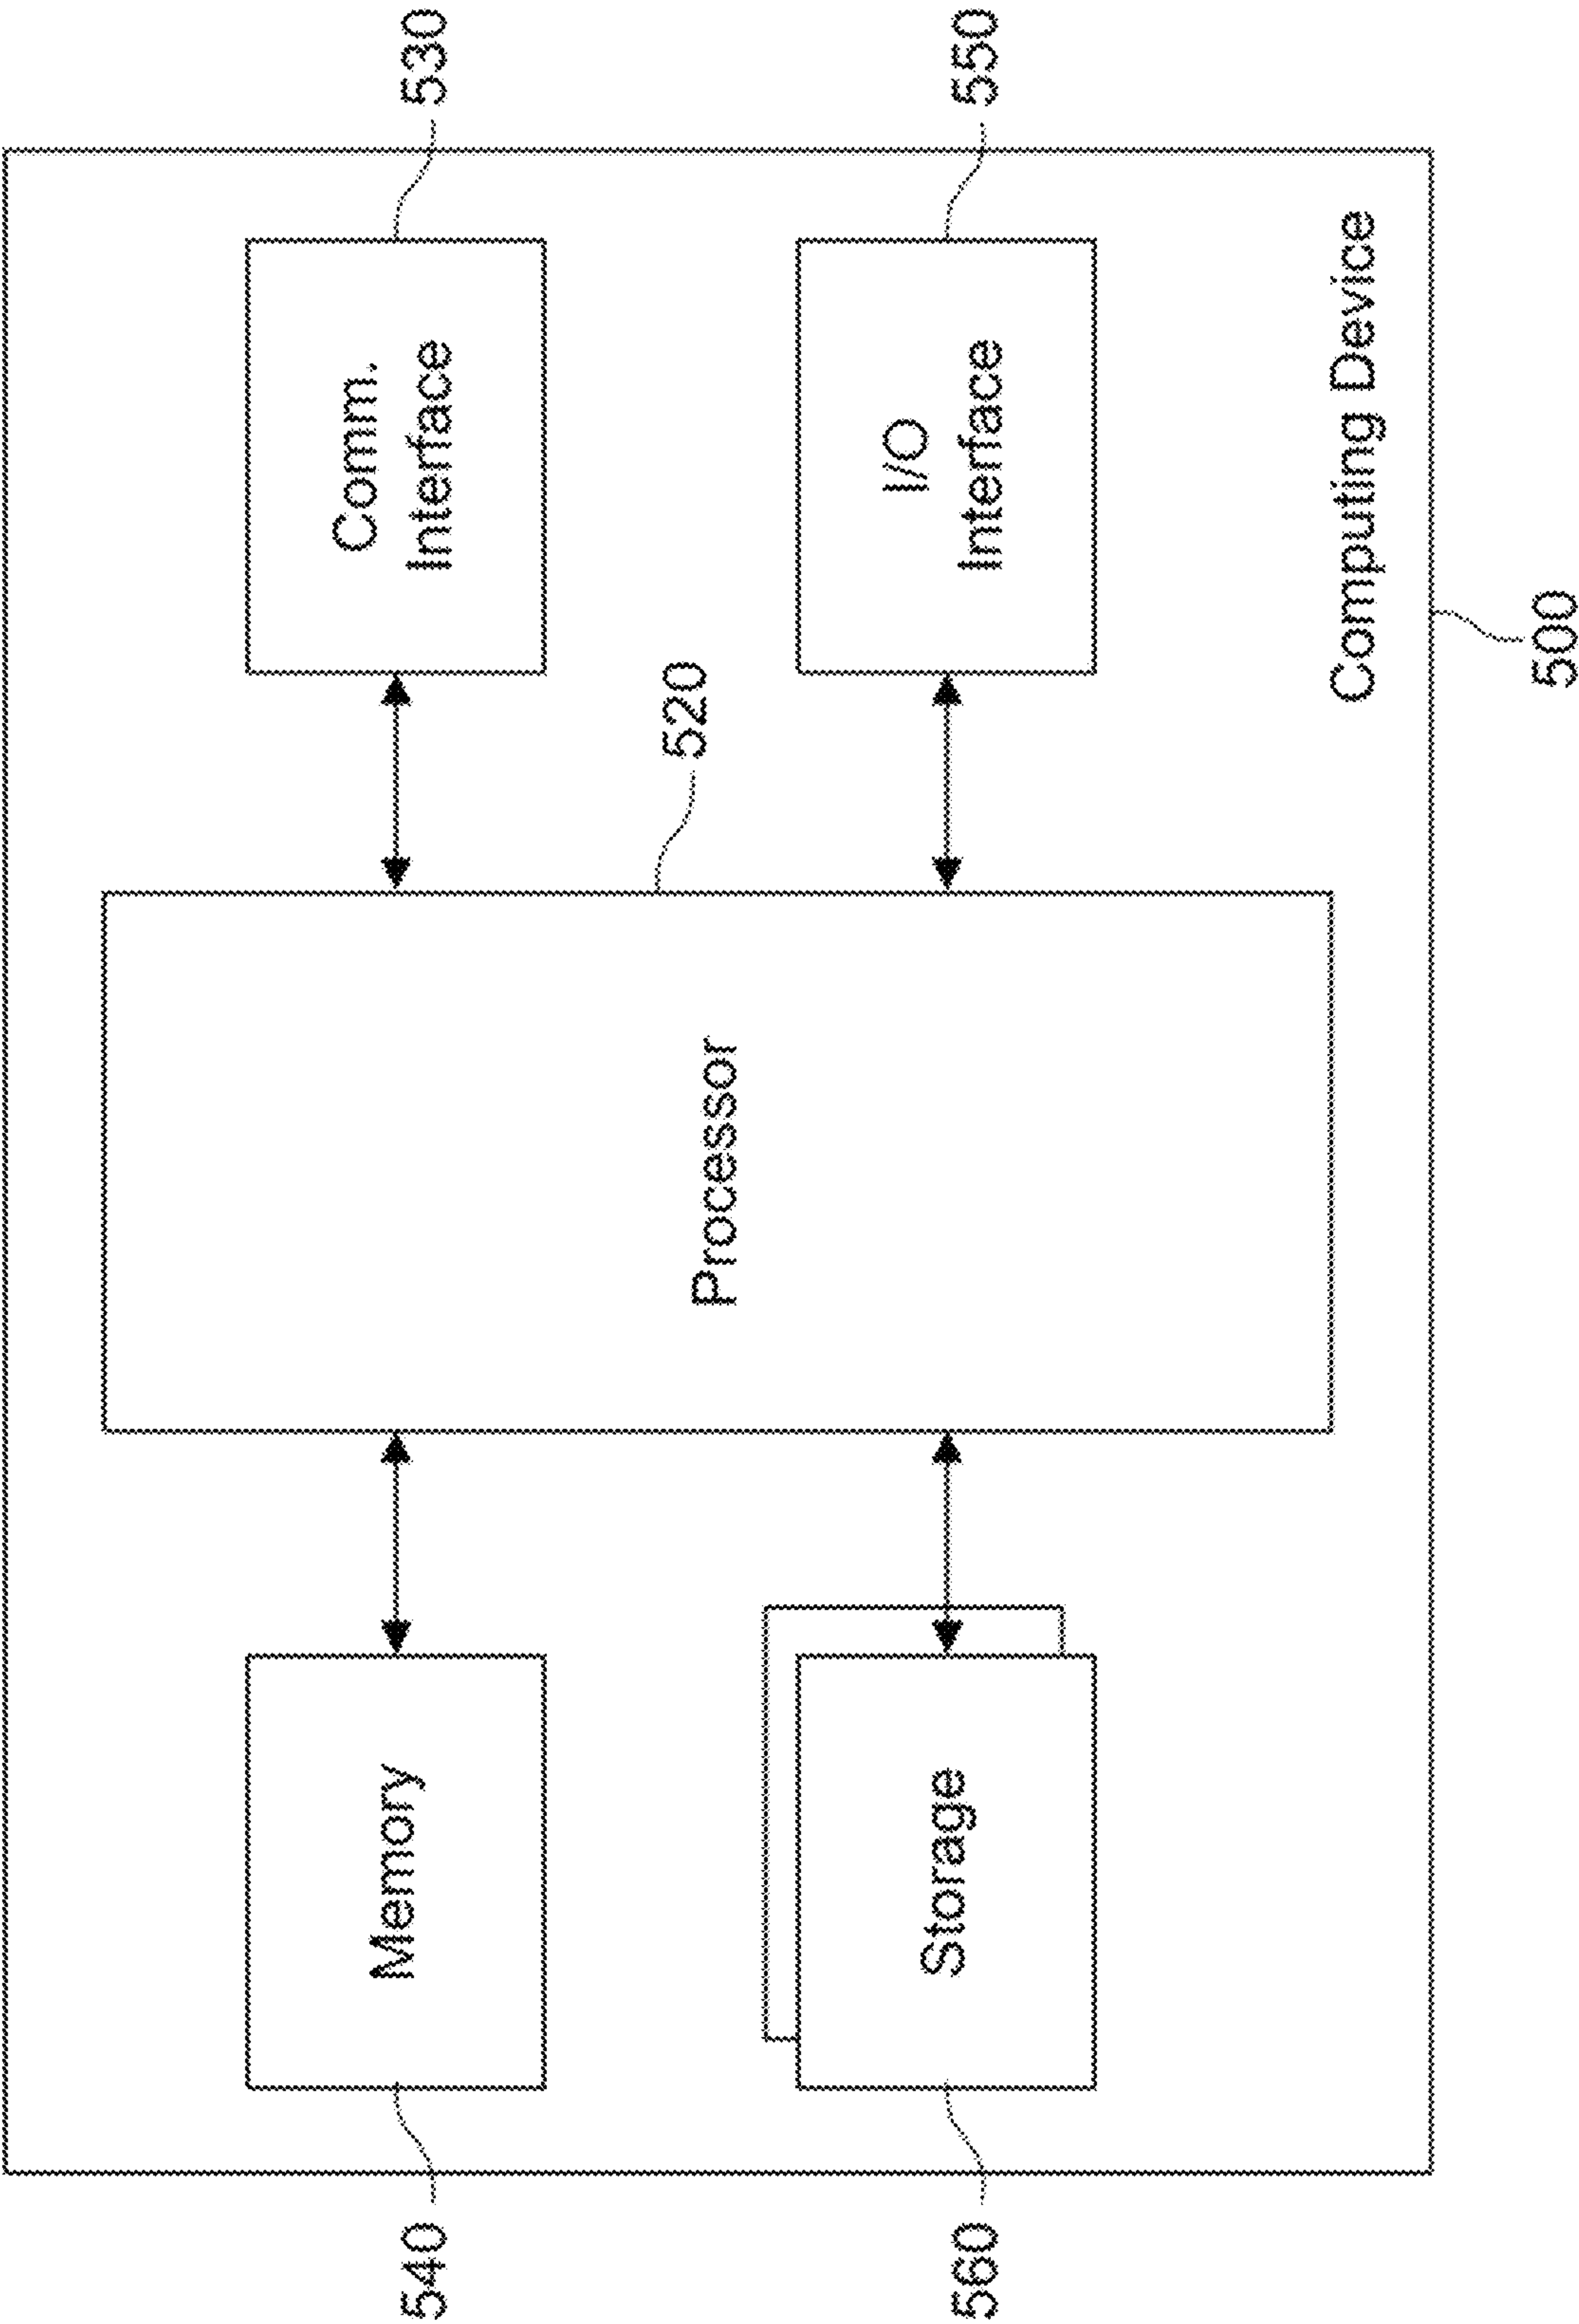 540
Memory
Comm.
Interface
530
520
Processor
560
Storage
I/O
Interface
550
Computing Device
500